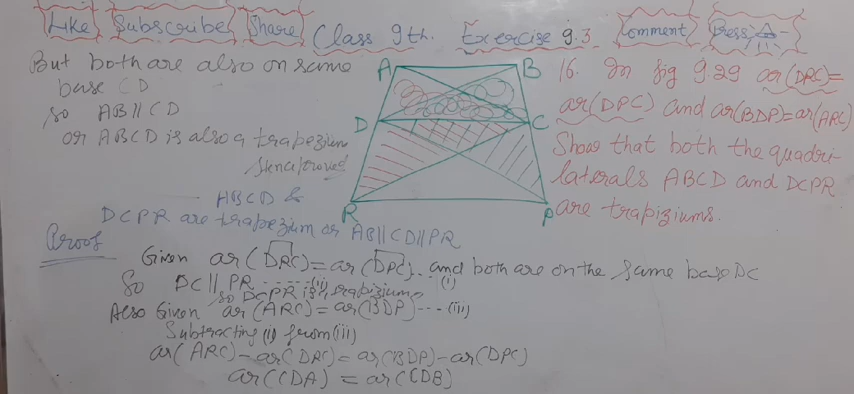 Like Subscribe Share Class 9th. Exercise 9.3 Comment Press
But both are also on same
base CD
so AB || CD
or ABCD is also a trapezium
Hence proved
A B
D C
R P
16. In fig 9.29 ar(DRC)=
ar(DPC) and ar(BDP)=ar(ARC)
Show that both the quadri-
laterals ABCD and DCPR
are trapiziums.
ABCD &
DCPR are trapezium or AB||CD||PR
Proof
Given ar(DRC)=ar(DPC) and both are on the same base DC
(i)
So DC || PR ------(ii)
so DCPR is trapezium
Also Given ar(ARC)=ar(BDP)---(iii)
Subtracting (i) from (iii)
ar(ARC)-ar(DRC)=ar(BDP)-ar(DPC)
ar(CDA) = ar(CDB)